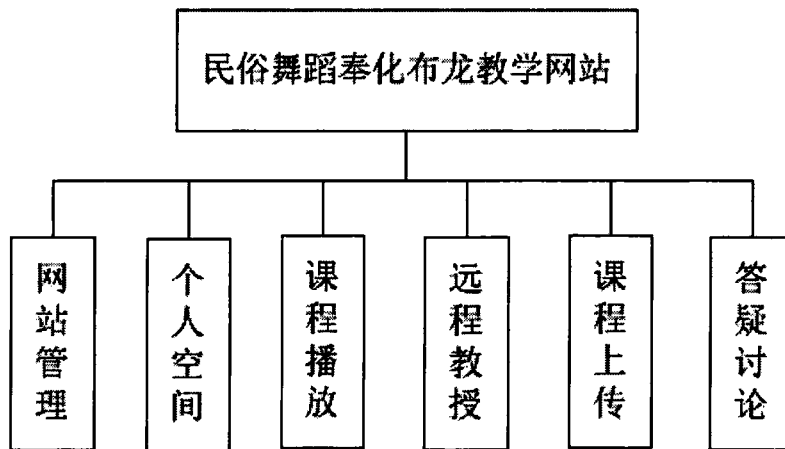 民俗舞蹈奉化布龙教学网站
网站管理
个人空间
课程播放
远程教授
课程上传
答疑讨论